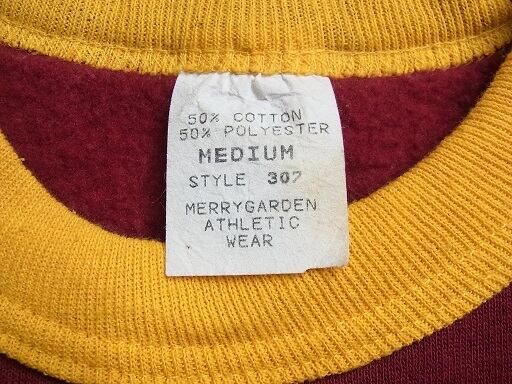 50% COTTON
50% POLYESTER
MEDIUM
STYLE 307
MERRYGARDEN
ATHLETIC
WEAR